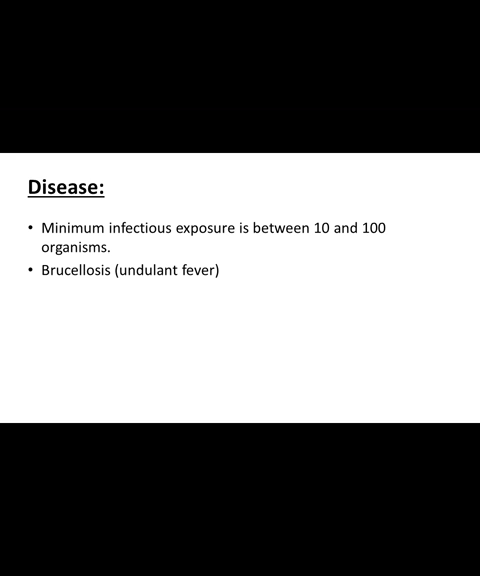 Disease:
• Minimum infectious exposure is between 10 and 100
organisms.
• Brucellosis (undulant fever)